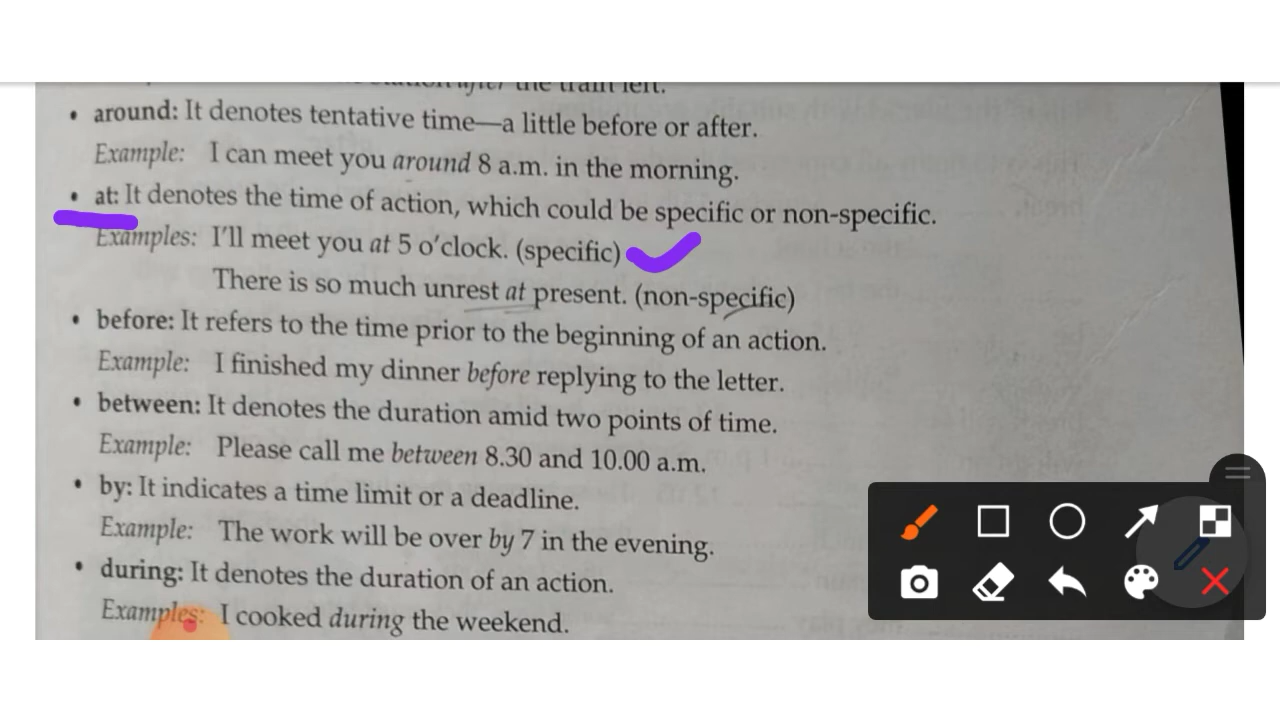 the train left.
• around: It denotes tentative time—a little before or after.
Example: I can meet you around 8 a.m. in the morning.
• at: It denotes the time of action, which could be specific or non-specific.
Examples: I'll meet you at 5 o'clock. (specific)
There is so much unrest at present. (non-specific)
• before: It refers to the time prior to the beginning of an action.
Example: I finished my dinner before replying to the letter.
• between: It denotes the duration amid two points of time.
Example: Please call me between 8.30 and 10.00 a.m.
• by: It indicates a time limit or a deadline.
Example: The work will be over by 7 in the evening.
• during: It denotes the duration of an action.
Examples: I cooked during the weekend.